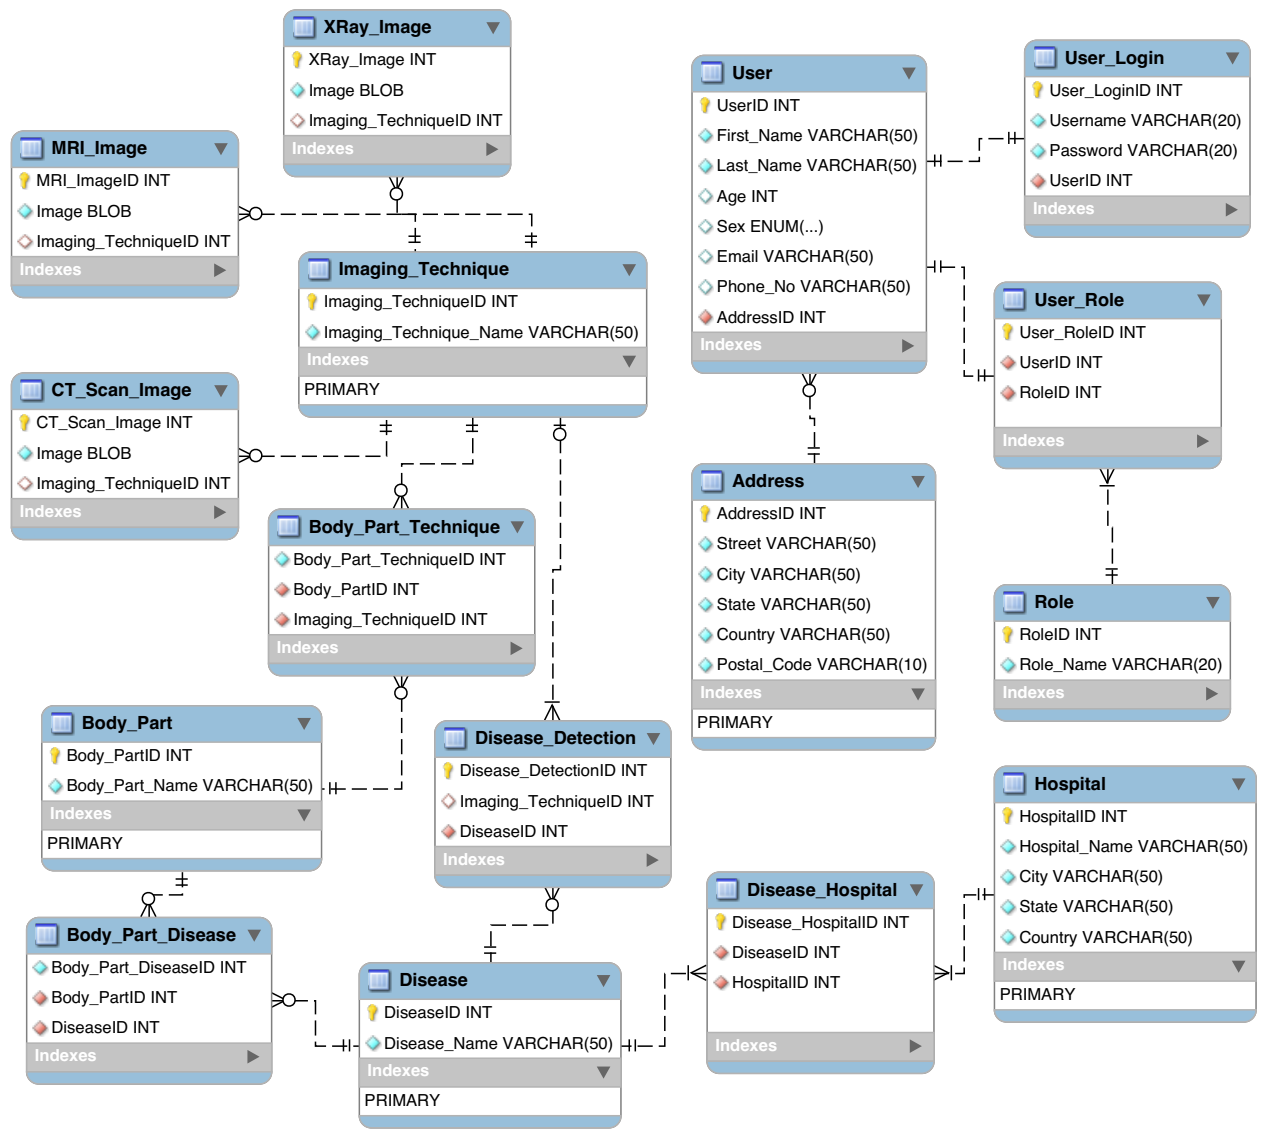 XRay_Image
XRay_Image INT
Image BLOB
Imaging_TechniqueID INT
Indexes
MRI_Image
MRI_ImageID INT
Image BLOB
Imaging_TechniqueID INT
Indexes
Imaging_Technique
Imaging_TechniqueID INT
Imaging_Technique_Name VARCHAR(50)
Indexes
PRIMARY
CT_Scan_Image
CT_Scan_Image INT
Image BLOB
Imaging_TechniqueID INT
Indexes
Body_Part_Technique
Body_Part_TechniqueID INT
Body_PartID INT
Imaging_TechniqueID INT
Indexes
Body_Part
Body_PartID INT
Body_Part_Name VARCHAR(50)
Indexes
PRIMARY
Disease_Detection
Disease_DetectionID INT
Imaging_TechniqueID INT
DiseaseID INT
Indexes
Body_Part_Disease
Body_Part_DiseaseID INT
Body_PartID INT
DiseaseID INT
Indexes
Disease
DiseaseID INT
Disease_Name VARCHAR(50)
Indexes
PRIMARY
User
UserID INT
First_Name VARCHAR(50)
Last_Name VARCHAR(50)
Age INT
Sex ENUM(...)
Email VARCHAR(50)
Phone_No VARCHAR(50)
AddressID INT
Indexes
User_Login
User_LoginID INT
Username VARCHAR(20)
Password VARCHAR(20)
UserID INT
Indexes
User_Role
User_RoleID INT
UserID INT
RoleID INT
Indexes
Address
AddressID INT
Street VARCHAR(50)
City VARCHAR(50)
State VARCHAR(50)
Country VARCHAR(50)
Postal_Code VARCHAR(10)
Indexes
PRIMARY
Role
RoleID INT
Role_Name VARCHAR(20)
Indexes
Disease_Hospital
Disease_HospitalID INT
DiseaseID INT
HospitalID INT
Indexes
Hospital
HospitalID INT
Hospital_Name VARCHAR(50)
City VARCHAR(50)
State VARCHAR(50)
Country VARCHAR(50)
Indexes
PRIMARY